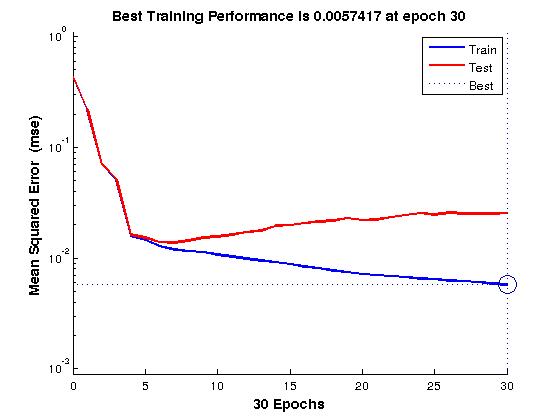 Best Training Performance is 0.0057417 at epoch 30
10^0
10^-1
10^-2
10^-3
Mean Squared Error (mse)
Train
Test
Best
0 5 10 15 20 25 30
30 Epochs